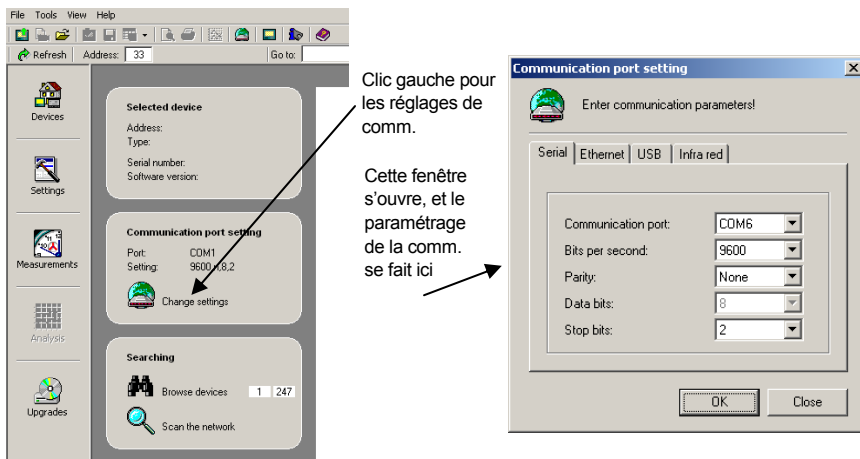 File Tools View Help
Refresh Address: 33 Go to:
Devices
Settings
Measurements
Analysis
Upgrades
Selected device
Address:
Type:
Serial number:
Software version:
Communication port setting
Port: COM1
Setting: 9600,n,8,2
Change settings
Searching
Browse devices 1 247
Scan the network
Clic gauche pour
les réglages de
comm.
Cette fenêtre
s'ouvre, et le
paramétrage
de la comm.
se fait ici
Communication port setting
Enter communication parameters!
Serial Ethernet USB Infra red
Communication port: COM6
Bits per second: 9600
Parity: None
Data bits: 8
Stop bits: 2
OK Close